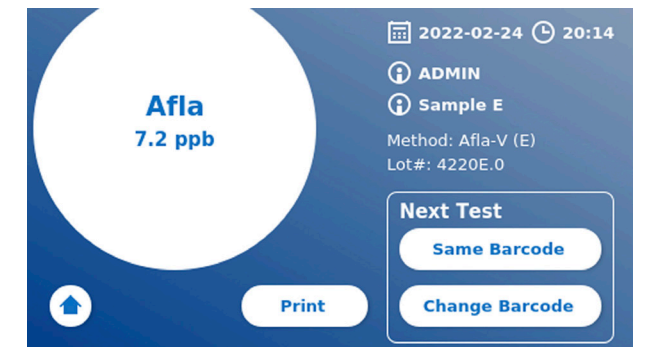 Afla
7.2 ppb
2022-02-24 20:14
ADMIN
Sample E
Method: Afla-V (E)
Lot#: 4220E.0
Next Test
Same Barcode
Change Barcode
Print